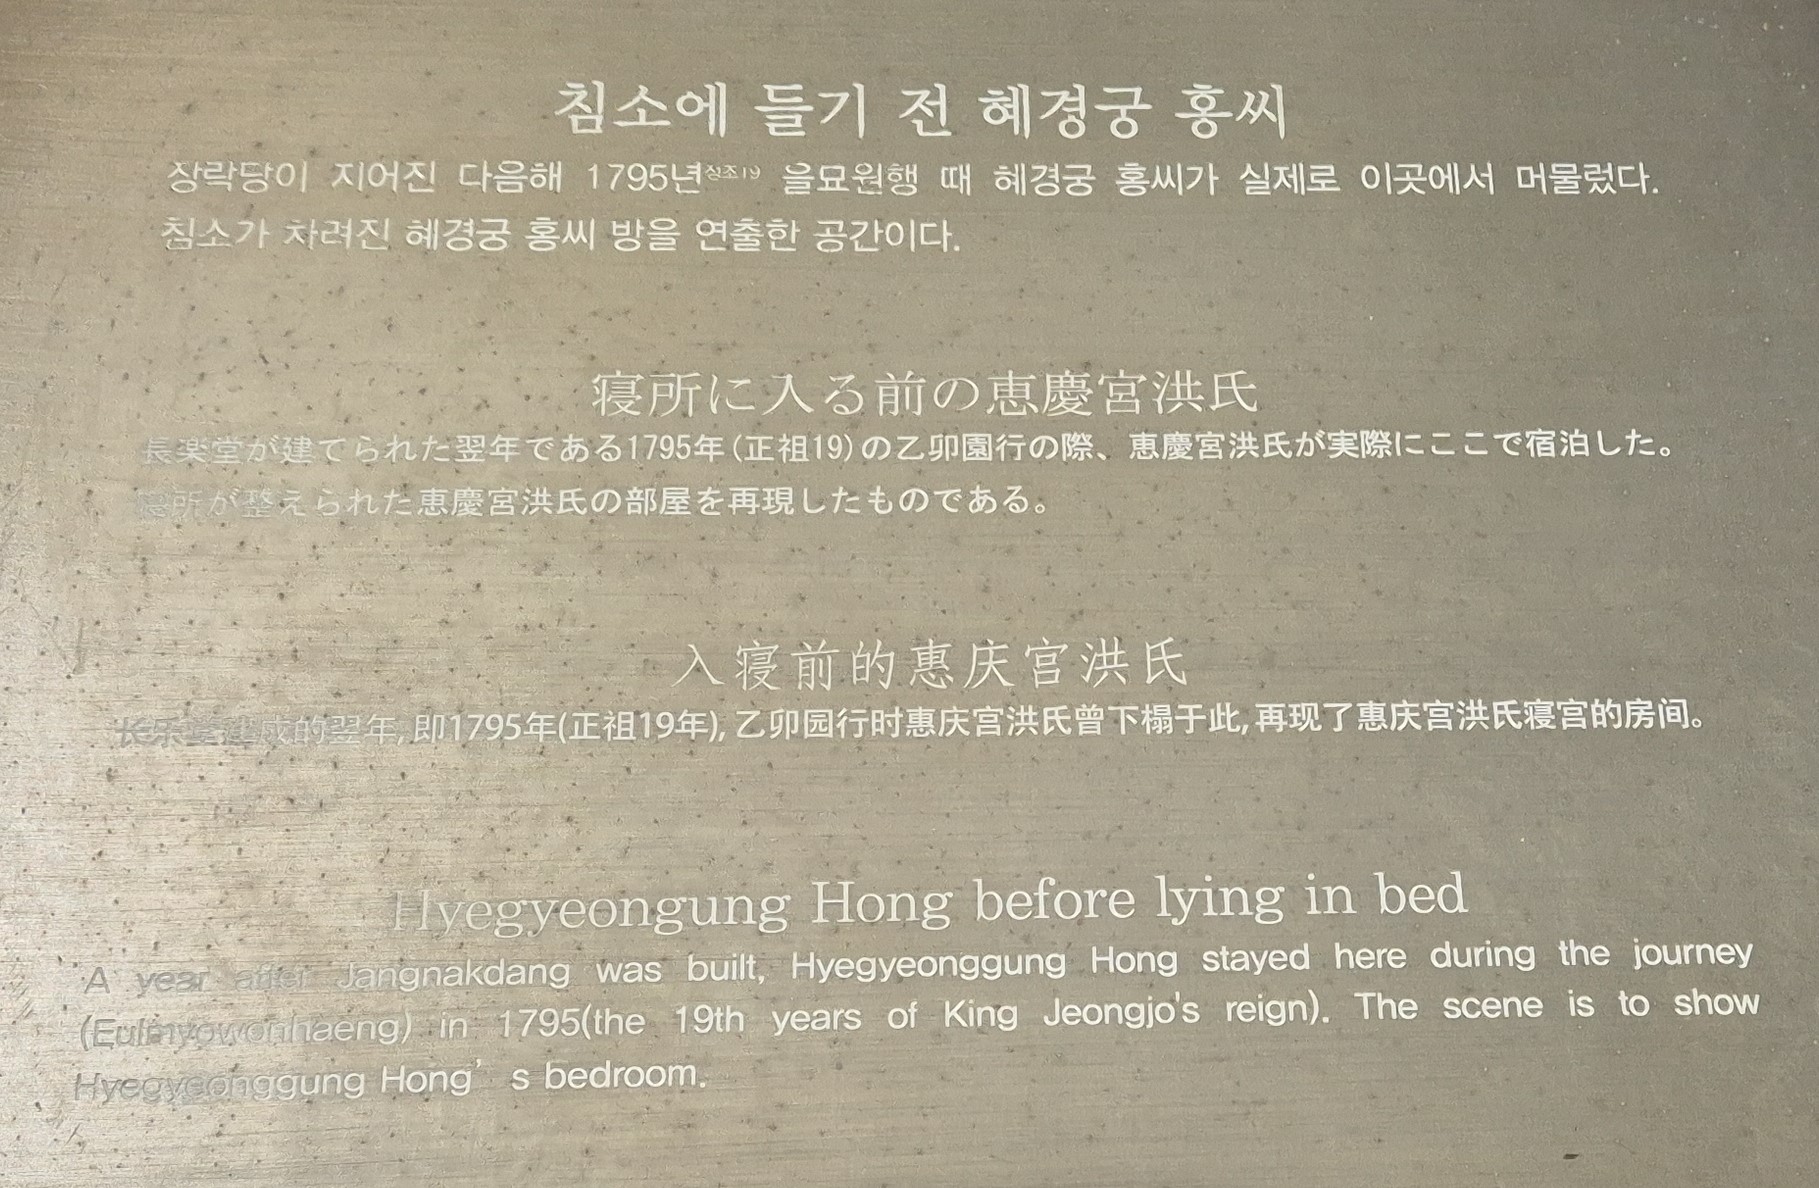 침소에 들기 전 혜경궁 홍씨
장락당이 지어진 다음해 1795년정조19 을묘원행 때 혜경궁 홍씨가 실제로 이곳에서 머물렀다.
침소가 차려진 혜경궁 홍씨 방을 연출한 공간이다.
寝所に入る前の恵慶宮洪氏
長楽堂が建てられた翌年である1795年(正祖19)の乙卯園行の際、恵慶宮洪氏が実際にここで宿泊した。
寝所が整えられた恵慶宮洪氏の部屋を再現したものである。
入寝前的惠庆宫洪氏
长乐堂建成的翌年,即1795年(正祖19年),乙卯园行时惠庆宫洪氏曾下榻于此,再现了惠庆宫洪氏寝宫的房间。
Hyegyeongung Hong before lying in bed
A year after Jangnakdang was built, Hyegyeonggung Hong stayed here during the journey
(Eulmyowonhaeng) in 1795(the 19th years of King Jeongjo's reign). The scene is to show
Hyegyeonggung Hong’ s bedroom.